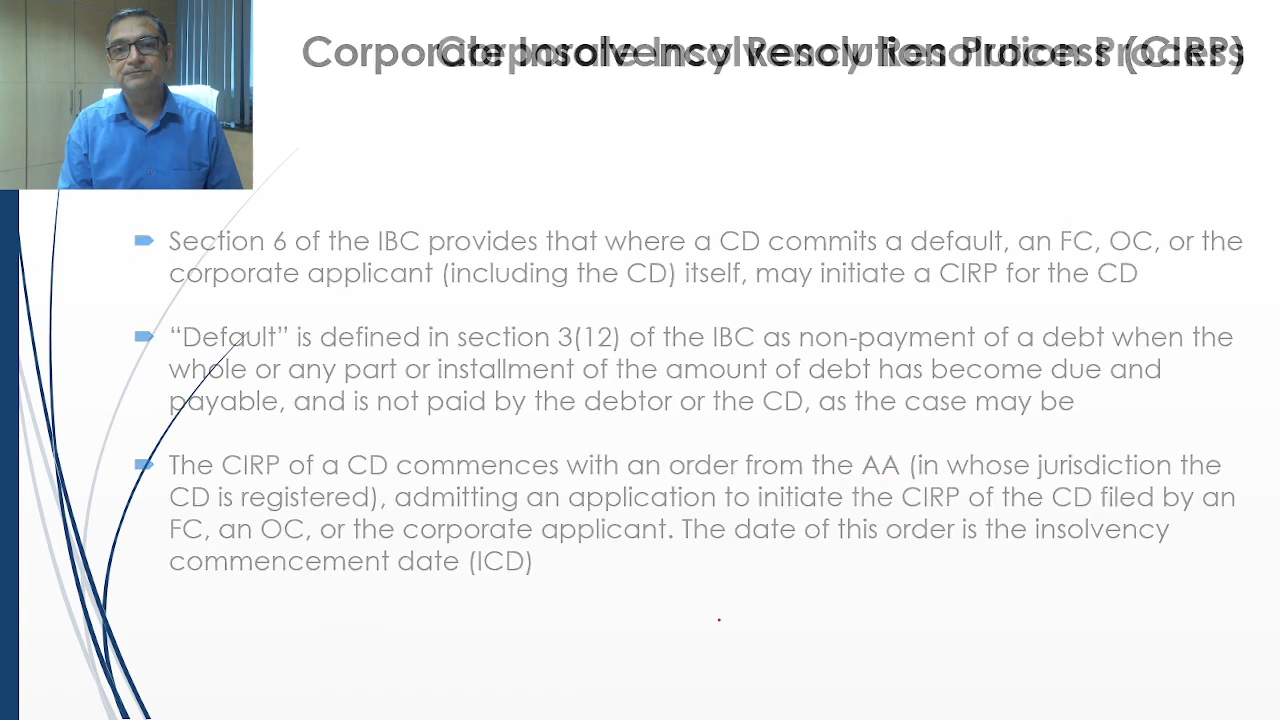 Corporate Insolvency Resolution Process (CIRP)
Corporate Insolvency Resolution Process
Section 6 of the IBC provides that where a CD commits a default, an FC, OC, or the
corporate applicant (including the CD) itself, may initiate a CIRP for the CD
“Default” is defined in section 3(12) of the IBC as non-payment of a debt when the
whole or any part or installment of the amount of debt has become due and
payable, and is not paid by the debtor or the CD, as the case may be
The CIRP of a CD commences with an order from the AA (in whose jurisdiction the
CD is registered), admitting an application to initiate the CIRP of the CD filed by an
FC, an OC, or the corporate applicant. The date of this order is the insolvency
commencement date (ICD)